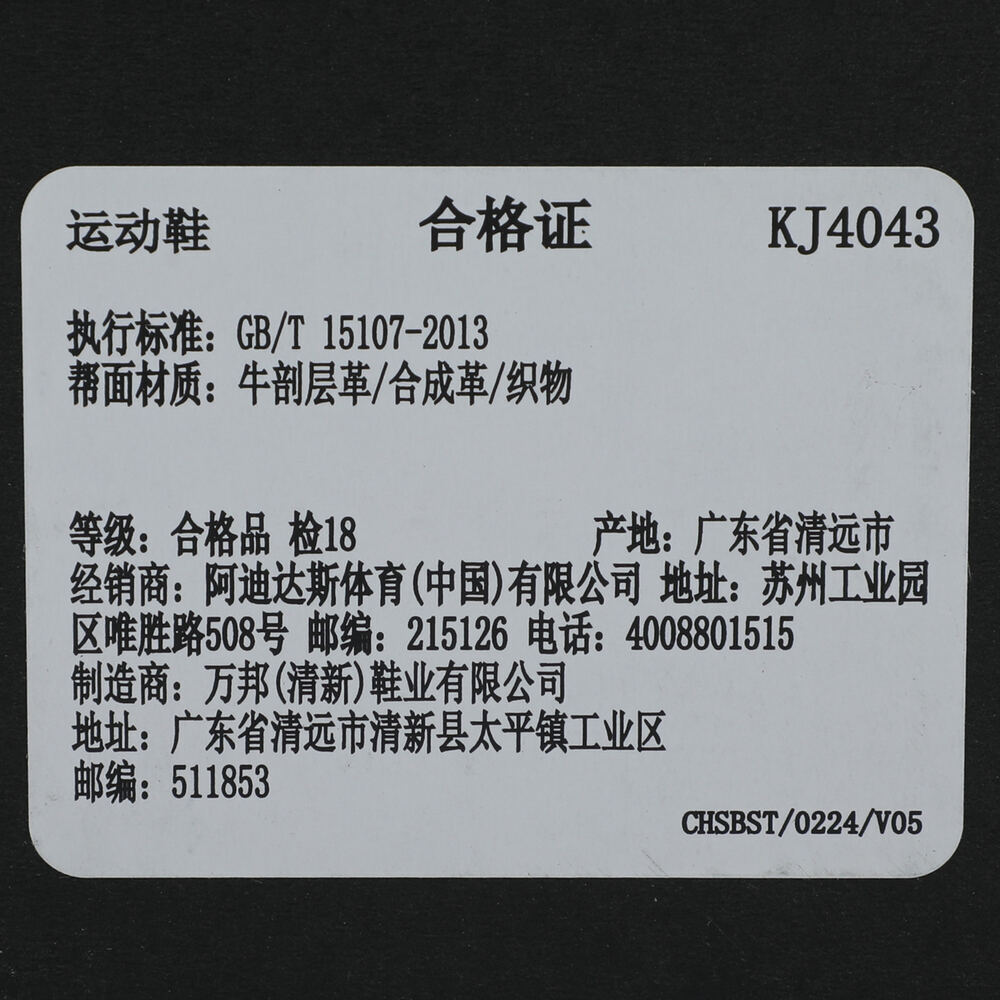 运动鞋 合格证 KJ4043
执行标准：GB/T 15107-2013
帮面材质：牛剖层革/合成革/织物
等级：合格品 检18 产地：广东省清远市
经销商：阿迪达斯体育(中国)有限公司 地址：苏州工业园
区唯胜路508号 邮编：215126 电话：4008801515
制造商：万邦(清新)鞋业有限公司
地址：广东省清远市清新县太平镇工业区
邮编：511853
CHSBST/0224/V05